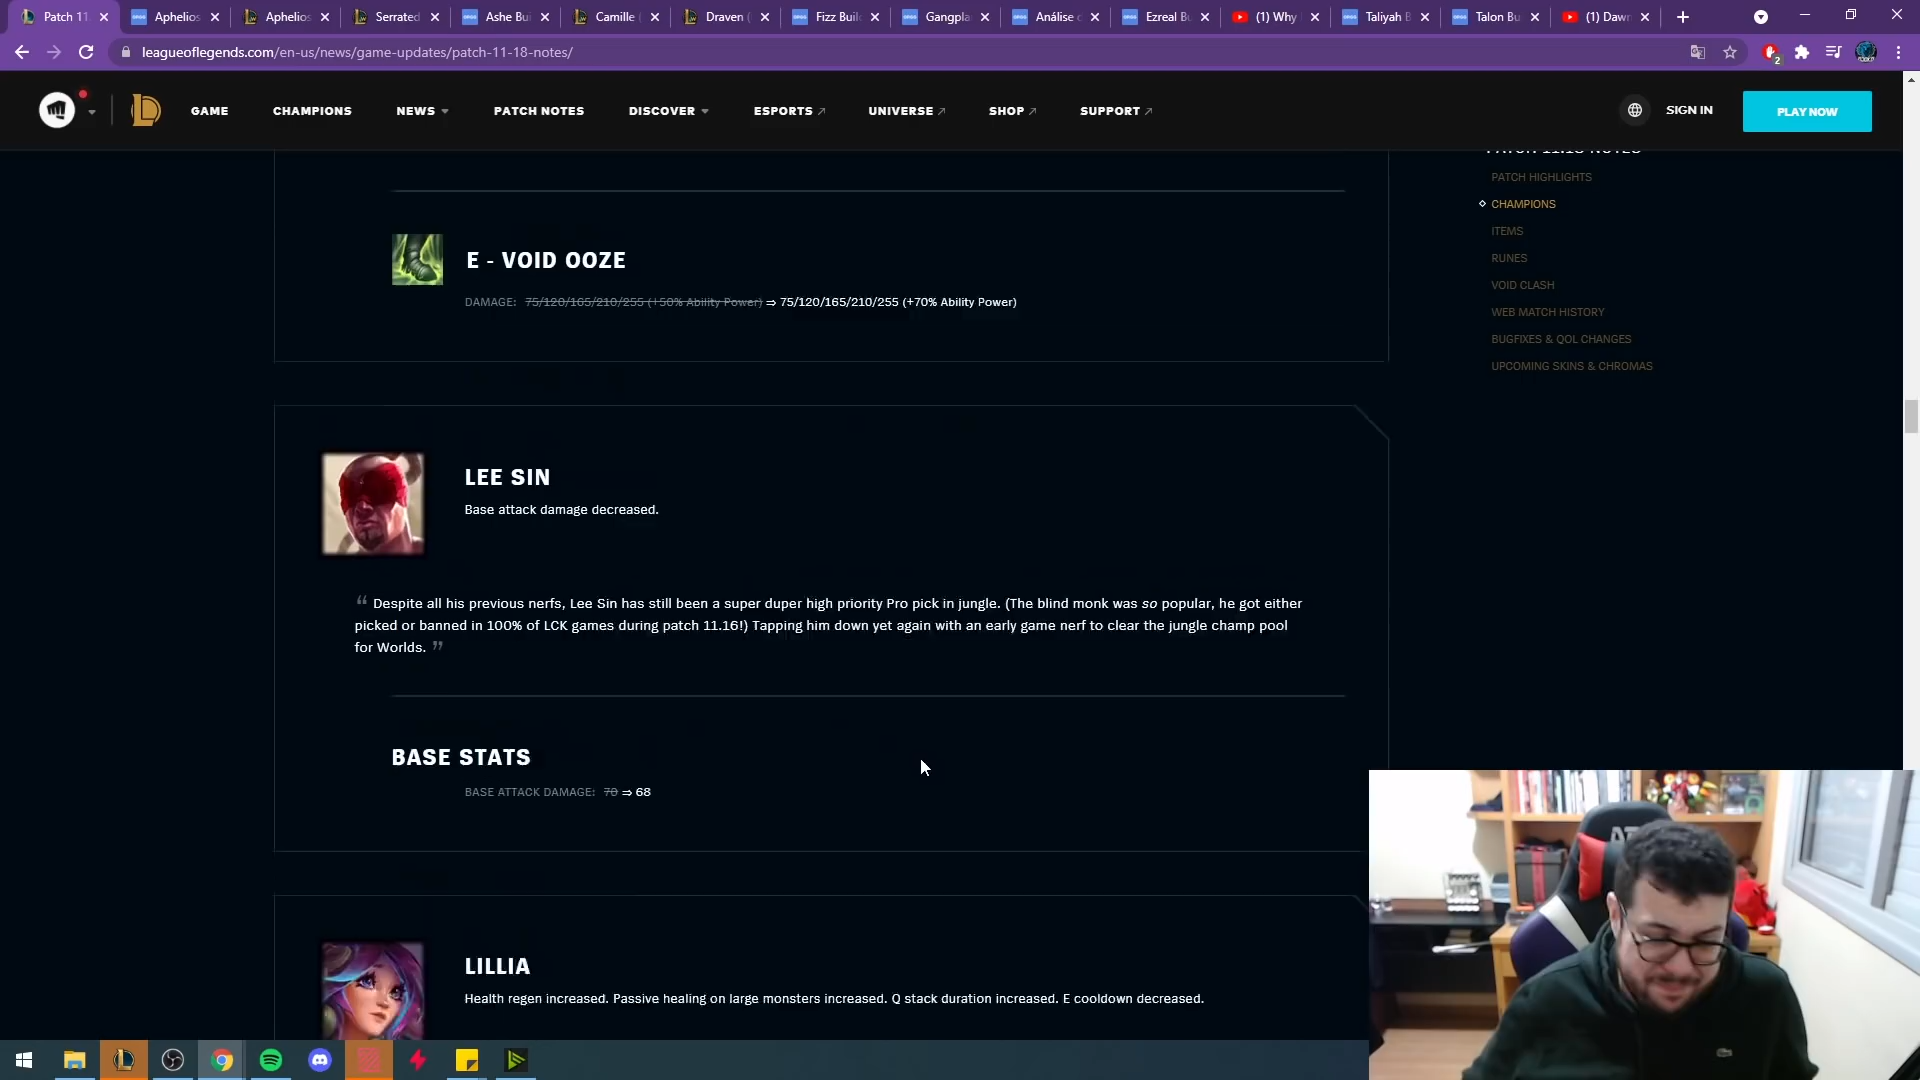 Patch 11
Aphelios
Aphelios
Serrated
Ashe Bui
Camille (
Draven (
Fizz Buil
Gangpla
Análise d
Ezreal Bu
(1) Why
Taliyah B
Talon Bu
(1) Dawn
leagueoflegends.com/en-us/news/game-updates/patch-11-18-notes/
2
GAME
CHAMPIONS
NEWS
PATCH NOTES
DISCOVER
ESPORTS
UNIVERSE
SHOP
SUPPORT
SIGN IN
PLAY NOW
PATCH 11.18 NOTES
PATCH HIGHLIGHTS
CHAMPIONS
ITEMS
RUNES
VOID CLASH
WEB MATCH HISTORY
BUGFIXES & QOL CHANGES
UPCOMING SKINS & CHROMAS
E - VOID OOZE
DAMAGE: 75/120/165/210/255 (+50% Ability Power) ⇒ 75/120/165/210/255 (+70% Ability Power)
LEE SIN
Base attack damage decreased.
“ Despite all his previous nerfs, Lee Sin has still been a super duper high priority Pro pick in jungle. (The blind monk was so popular, he got either
picked or banned in 100% of LCK games during patch 11.16!) Tapping him down yet again with an early game nerf to clear the jungle champ pool
for Worlds. ”
BASE STATS
BASE ATTACK DAMAGE: 70 ⇒ 68
LILLIA
Health regen increased. Passive healing on large monsters increased. Q stack duration increased. E cooldown decreased.